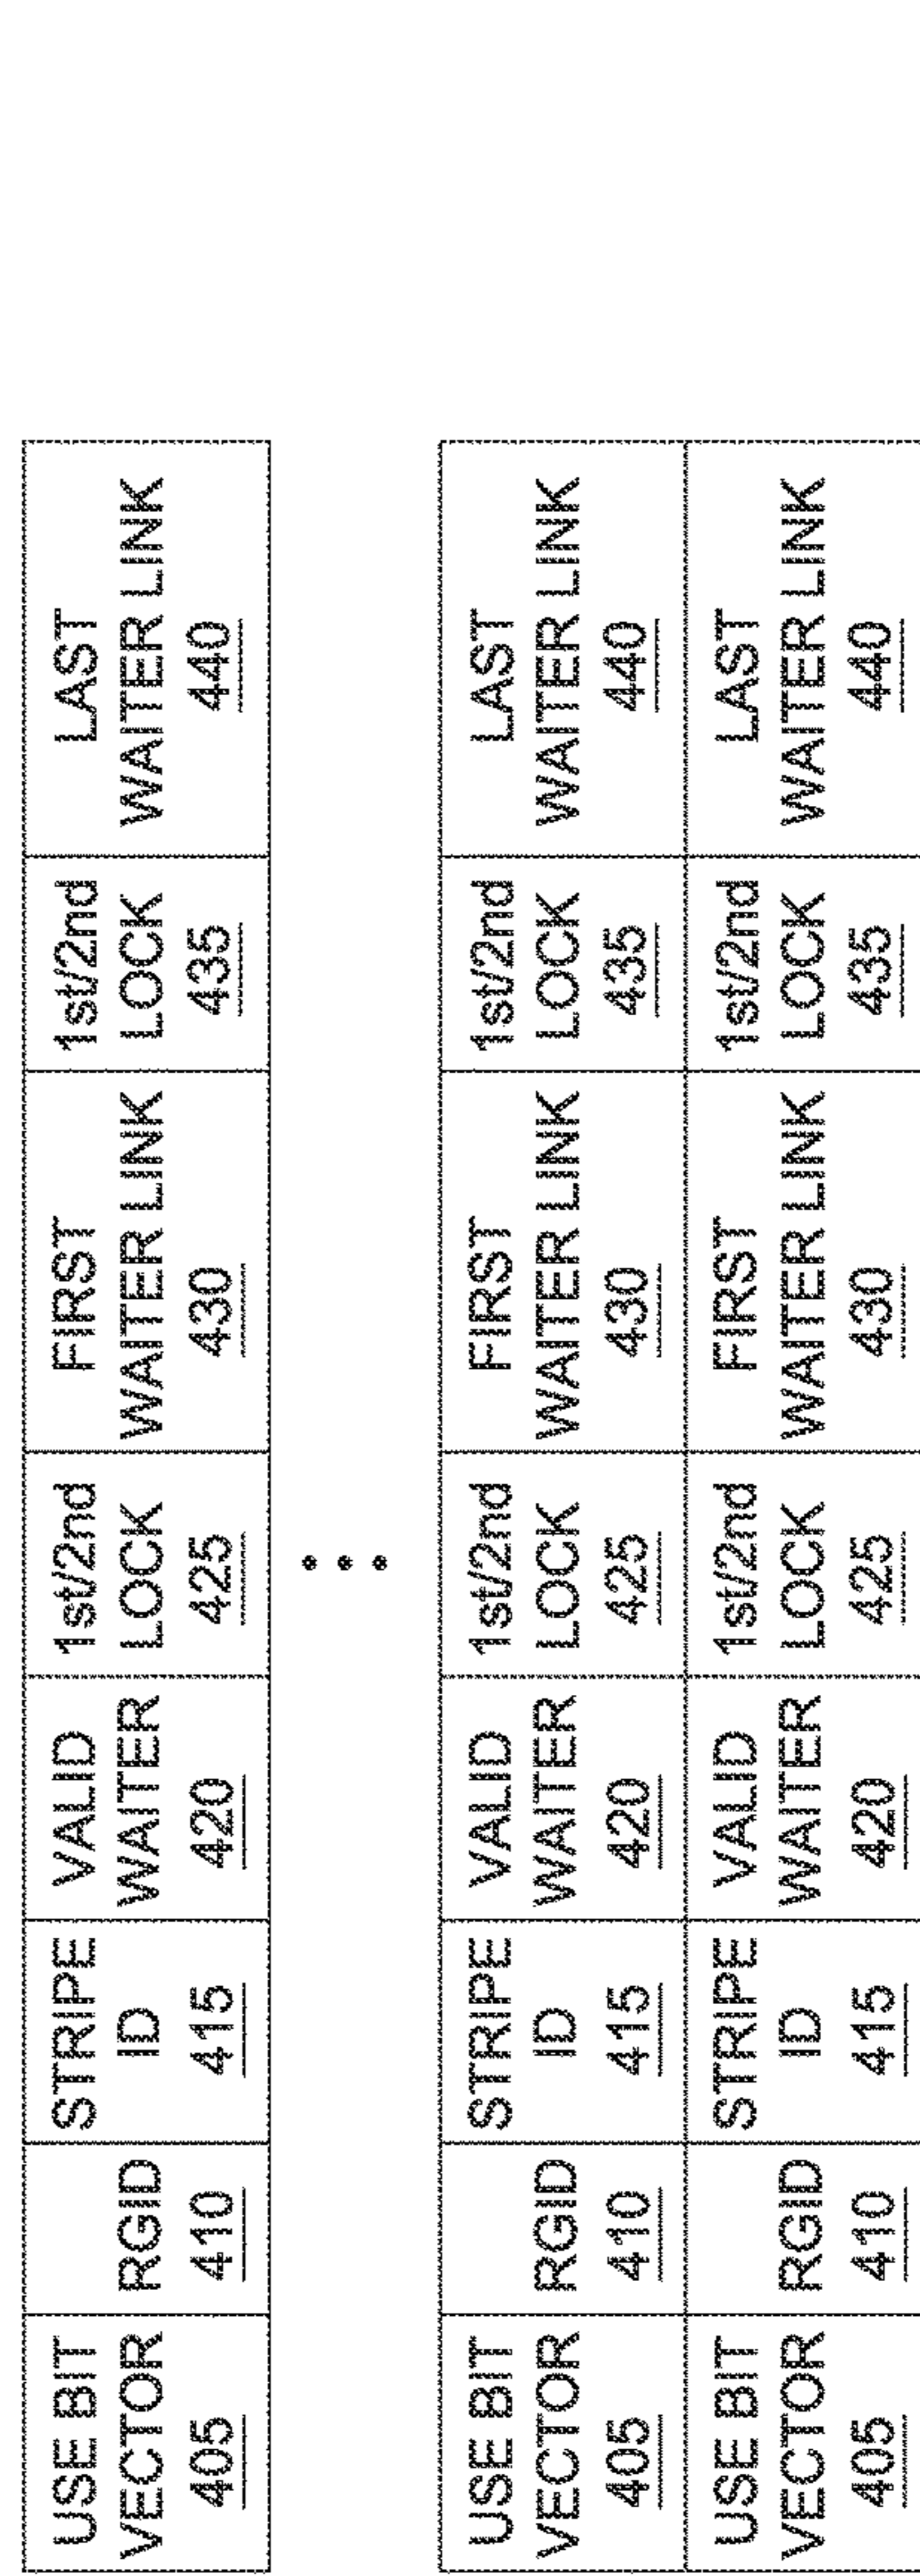 USE BIT
VECTOR
405
RGID
410
STRIPE
ID
415
VALID
WAITER
420
1st/2nd
LOCK
425
FIRST
WAITER LINK
430
1st/2nd
LOCK
435
LAST
WAITER LINK
440
USE BIT
VECTOR
405
RGID
410
STRIPE
ID
415
VALID
WAITER
420
1st/2nd
LOCK
425
FIRST
WAITER LINK
430
1st/2nd
LOCK
435
LAST
WAITER LINK
440
USE BIT
VECTOR
405
RGID
410
STRIPE
ID
415
VALID
WAITER
420
1st/2nd
LOCK
425
FIRST
WAITER LINK
430
1st/2nd
LOCK
435
LAST
WAITER LINK
440